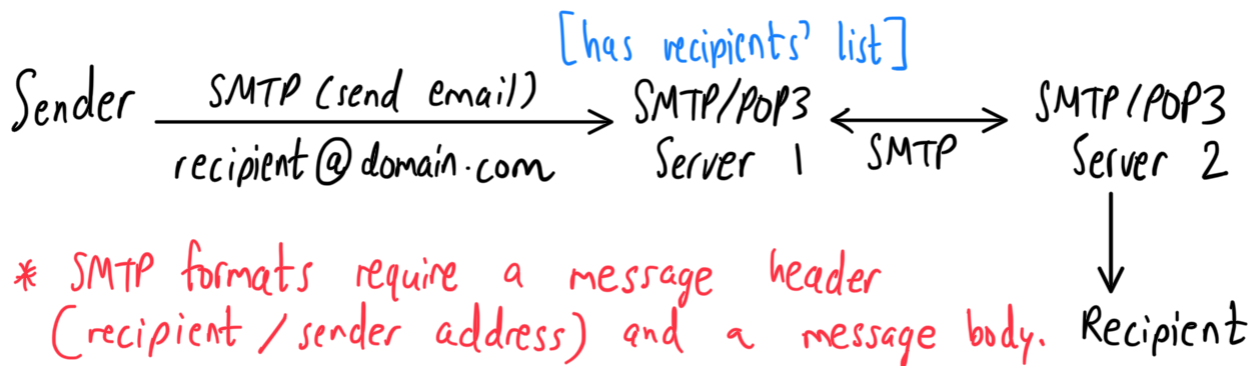 [has recipients' list]
Sender
SMTP (send email)
recipient@domain.com
SMTP/POP3
Server 1
SMTP
SMTP/POP3
Server 2
* SMTP formats require a message header
(recipient/sender address) and a message body.
Recipient